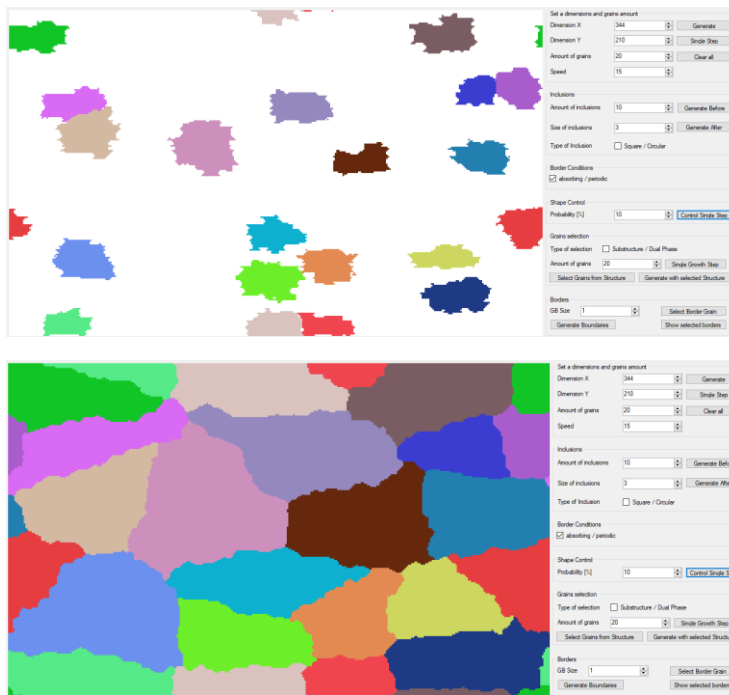 Set a dimensions and grains amount
Dimension X 344 Generate
Dimension Y 210 Single Step
Amount of grains 20 Clear all
Speed 15
Inclusions
Amount of inclusions 10 Generate Before
Size of inclusions 3 Generate After
Type of Inclusion Square / Circular
Border Conditions
absorbing / periodic
Shape Control
Probability [%] 10 Control Single Step
Grains selection
Type of selection Substructure / Dual Phase
Amount of grains 20 Single Growth Step
Select Grains from Structure Generate with selected Structure
Borders
GB Size 1 Select Border Grain
Generate Boundaries Show selected borders
Set a dimensions and grains amount
Dimension X 344 Generate
Dimension Y 210 Single Step
Amount of grains 20 Clear all
Speed 15
Inclusions
Amount of inclusions 10 Generate Befo
Size of inclusions 3 Generate Afte
Type of Inclusion Square / Circular
Border Conditions
absorbing / periodic
Shape Control
Probability [%] 10 Control Single S
Grains selection
Type of selection Substructure / Dual Phase
Amount of grains 20 Single Growth Step
Select Grains from Structure Generate with selected Structu
Borders
GB Size 1 Select Border Grain
Generate Boundaries Show selected borders